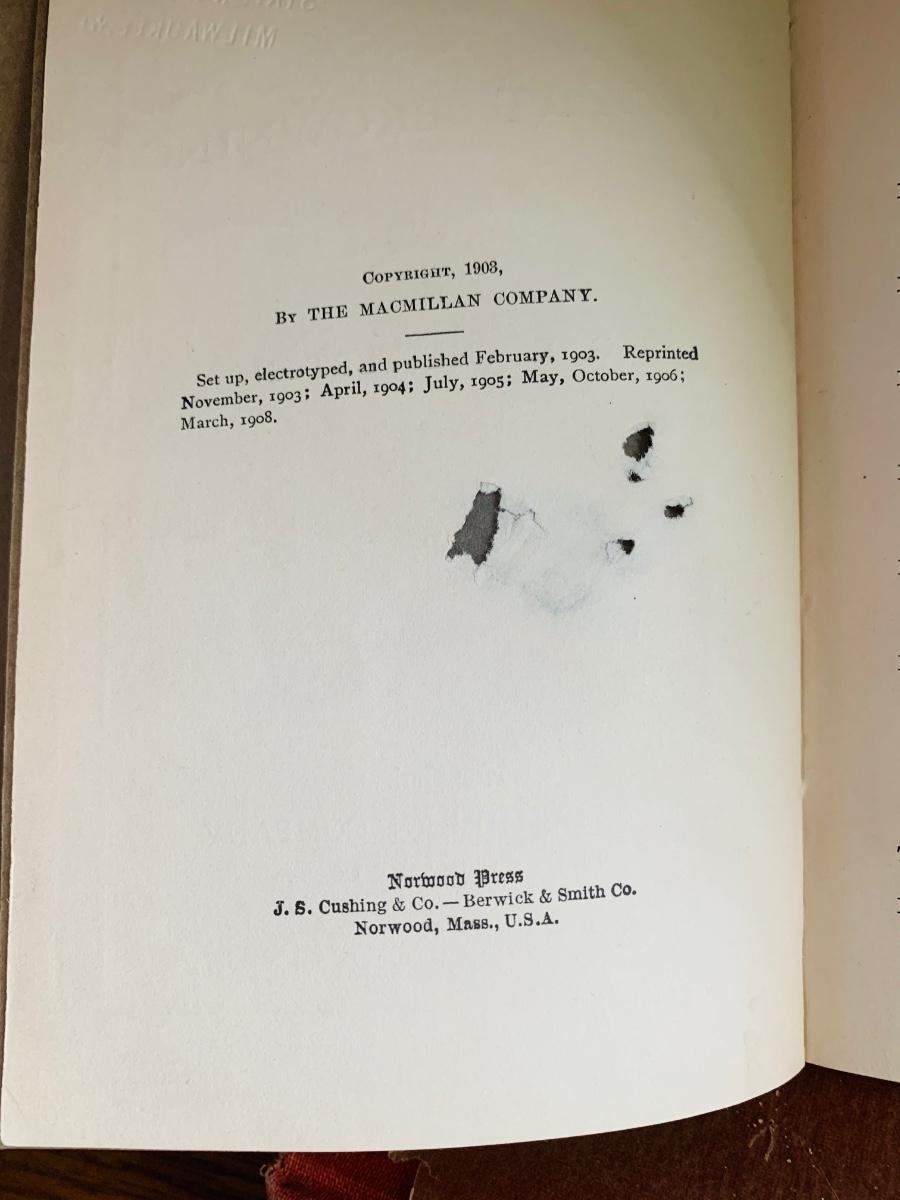 COPYRIGHT, 1903,
BY THE MACMILLAN COMPANY.
Set up, electrotyped, and published February, 1903. Reprinted
November, 1903; April, 1904; July, 1905; May, October, 1906;
March, 1908.
Norwood Press
J. S. Cushing & Co. — Berwick & Smith Co.
Norwood, Mass., U.S.A.